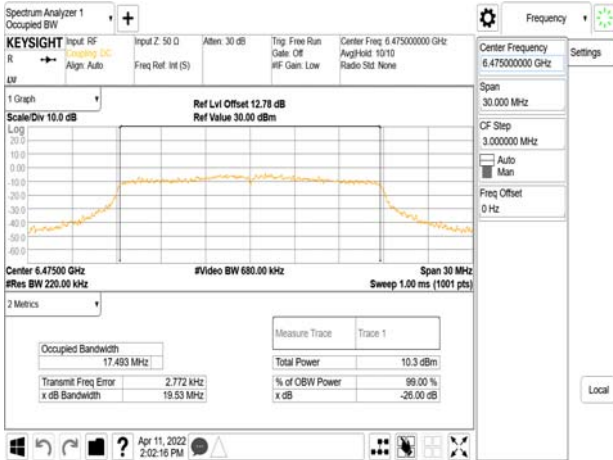 Spectrum Analyzer 1
Occupied BW
+
Frequency
KEYSIGHT
R
LVI
Input: RF
Coupling: DC
Align: Auto
Input Z: 50 Ω
Freq Ref: Int (S)
Atten: 30 dB
Trig: Free Run
Gate: Off
#IF Gain: Low
Center Freq: 6.475000000 GHz
Avg|Hold: 10/10
Radio Std: None
Center Frequency
6.475000000 GHz
Settings
Span
30.000 MHz
CF Step
3.000000 MHz
Auto
Man
Freq Offset
0 Hz
Local
1 Graph
Scale/Div 10.0 dB
Ref Lvl Offset 12.78 dB
Ref Value 30.00 dBm
Log
20.0
10.0
0.00
-10.0
-20.0
-30.0
-40.0
-50.0
-60.0
Center 6.47500 GHz
#Res BW 220.00 kHz
#Video BW 680.00 kHz
Span 30 MHz
Sweep 1.00 ms (1001 pts)
2 Metrics
Measure Trace
Trace 1
Occupied Bandwidth
17.493 MHz
Total Power
10.3 dBm
Transmit Freq Error
2.772 kHz
% of OBW Power
99.00 %
x dB Bandwidth
19.53 MHz
x dB
-26.00 dB
?
Apr 11, 2022
2:02:16 PM